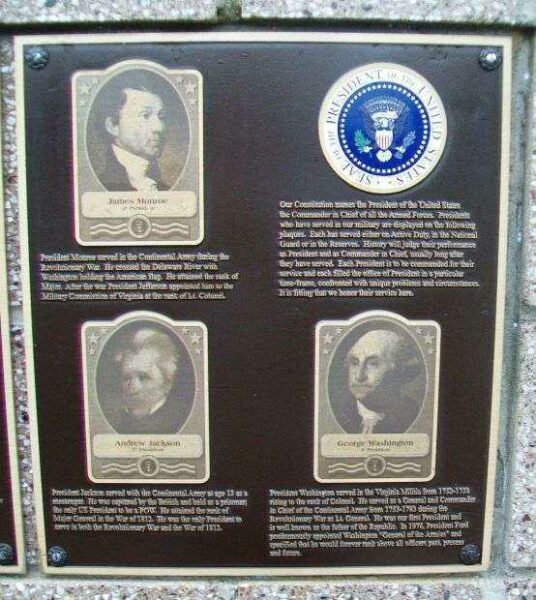 SEAL OF THE PRESIDENT OF THE UNITED STATES
James Monroe
5th President
President Monroe served in the Continental Army during the
Revolutionary War. He crossed the Delaware River with
Washington holding the American flag. He attained the rank of
Major. After the war President Jefferson appointed him to the
Military Commission of Virginia at the rank of Lt. Colonel.
Our Constitution names the President of the United States
the Commander in Chief of all the Armed Forces. Presidents
who have served in our military are displayed on the following
plaques. Each has served either on Active Duty, in the National
Guard or in the Reserves. History will judge their performance
as President and as Commander in Chief, usually long after
they have served. Each President is to be commended for their
service and each filled the office of President in a particular
time-frame, confronted with unique problems and circumstances.
It is fitting that we honor their service here.
Andrew Jackson
7th President
President Jackson served with the Continental Army at age 13 as a
messenger. He was captured by the British and held as a prisoner;
the only US President to be a POW. He attained the rank of
Major General in the War of 1812. He was the only President to
serve in both the Revolutionary War and the War of 1812.
George Washington
1st President
President Washington served in the Virginia Militia from
rising to the rank of Colonel. He served as a General and Commander
in Chief of the Continental Army from during the
Revolutionary War as Lt. General. He was our first President and
is well known as the father of the Republic. In 1976, President Ford
posthumously appointed Washington "General of the Armies" and
specified that he would forever rank above all officers past, present
and future.